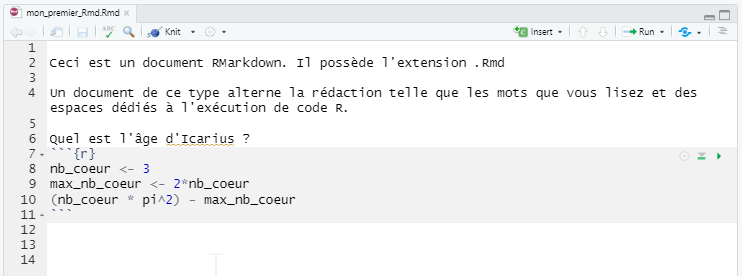 mon_premier_Rmd.Rmd
ABC Knit Insert Run
1
2 Ceci est un document RMarkdown. Il possède l'extension .Rmd
3
4 Un document de ce type alterne la rédaction telle que les mots que vous lisez et des
espaces dédiés à l'exécution de code R.
5
6 Quel est l'âge d'Icarius ?
7 ```{r}
8 nb_coeur <- 3
9 max_nb_coeur <- 2*nb_coeur
10 (nb_coeur * pi^2) - max_nb_coeur
11 ```
12
13
14